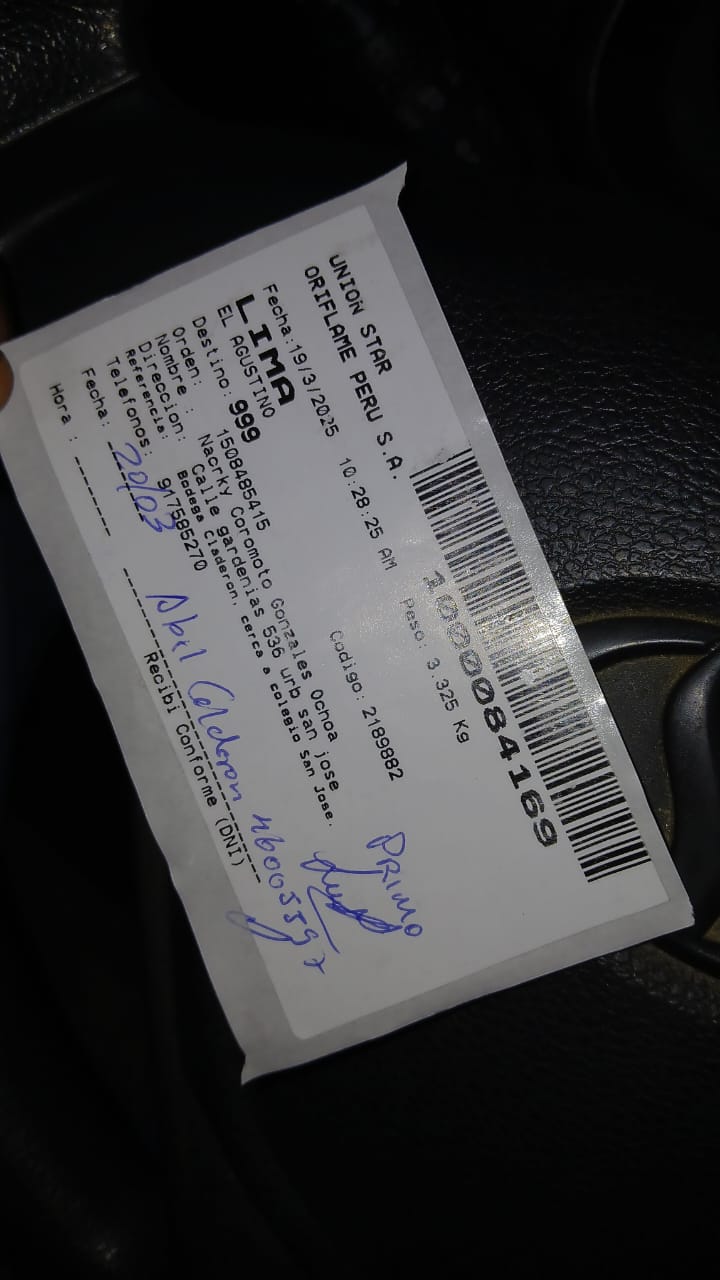 UNION STAR
ORIFLAME PERU S.A.
1000084169
Fecha:19/3/2025 10:28:25 AM Peso: 3.325 Kg
LIMA
EL AGUSTINO
Destino: 999 Codigo: 2189882
Orden: 1508485415
Nombre : Nacrky Coromoto Gonzales Ochoa
Direccion: Calle gardenias 536 urb san jose
Referencia: Bodega Claderon, cerca a colegio San Jose.
Telefonos: 917585270
PRIMO
Fecha: 20/03
Abel Calderon
Hora : --------
Recibi Conforme (DNI)